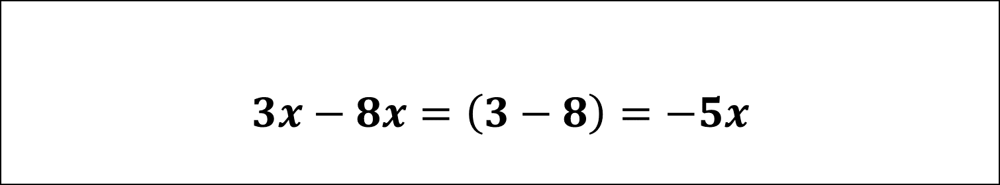 3x − 8x = (3 − 8) = −5x